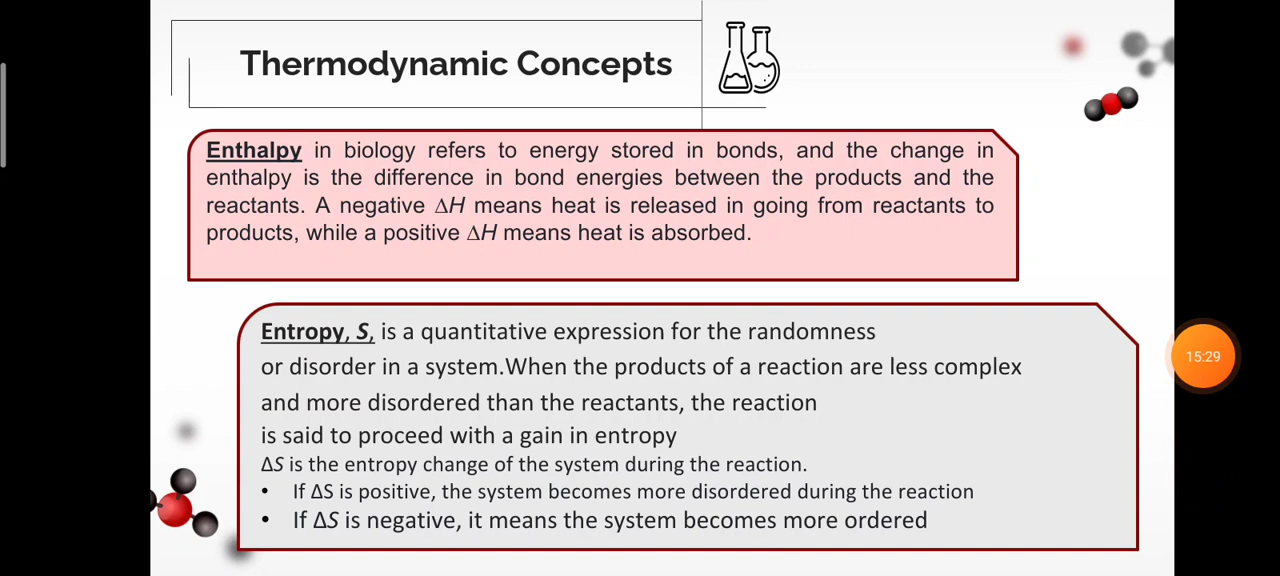 Thermodynamic Concepts
Enthalpy in biology refers to energy stored in bonds, and the change in
enthalpy is the difference in bond energies between the products and the
reactants. A negative ΔH means heat is released in going from reactants to
products, while a positive ΔH means heat is absorbed.
Entropy, S, is a quantitative expression for the randomness
or disorder in a system.When the products of a reaction are less complex
and more disordered than the reactants, the reaction
is said to proceed with a gain in entropy
ΔS is the entropy change of the system during the reaction.
• If ΔS is positive, the system becomes more disordered during the reaction
• If ΔS is negative, it means the system becomes more ordered
15:29